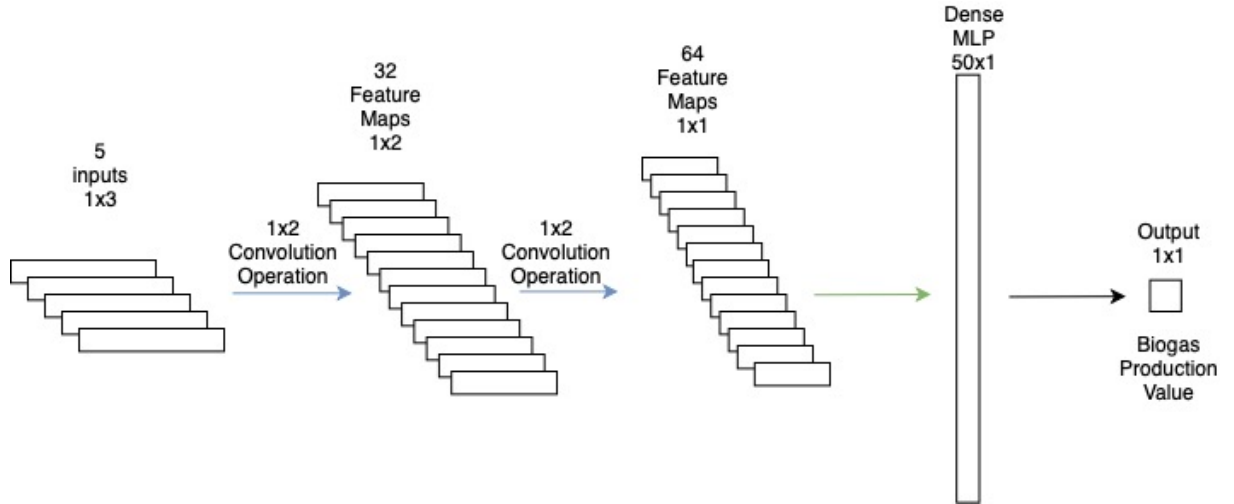 5
inputs
1x3
1x2
Convolution
Operation
32
Feature
Maps
1x2
1x2
Convolution
Operation
64
Feature
Maps
1x1
Dense
MLP
50x1
Output
1x1
Biogas
Production
Value